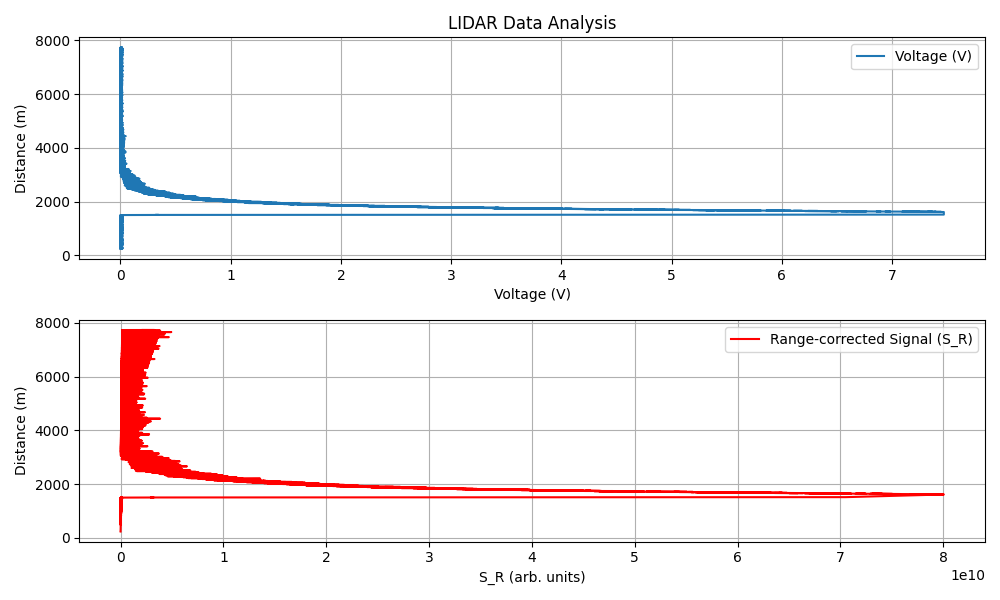 LIDAR Data Analysis
8000
6000
4000
2000
0
Distance (m)
Voltage (V)
0 1 2 3 4 5 6 7
Voltage (V)
8000
6000
4000
2000
0
Distance (m)
Range-corrected Signal (S_R)
0 1 2 3 4 5 6 7 8
1e10
S_R (arb. units)